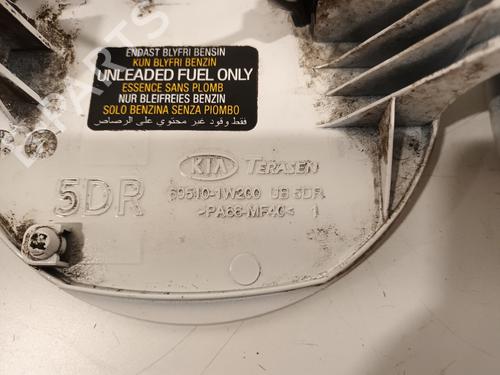 ENDAST BLYFRI BENSIN
KUN BLYFRI BENZIN
UNLEADED FUEL ONLY
ESSENCE SANS PLOMB
NUR BLEIFREIES BENZIN
SOLO BENZINA SENZA PIOMBO
فقط وقود غير محتوي على الرصاص
KIA TERASEN
5DR 69510-1W200 UB 5DR
>PA66-MF40< 1